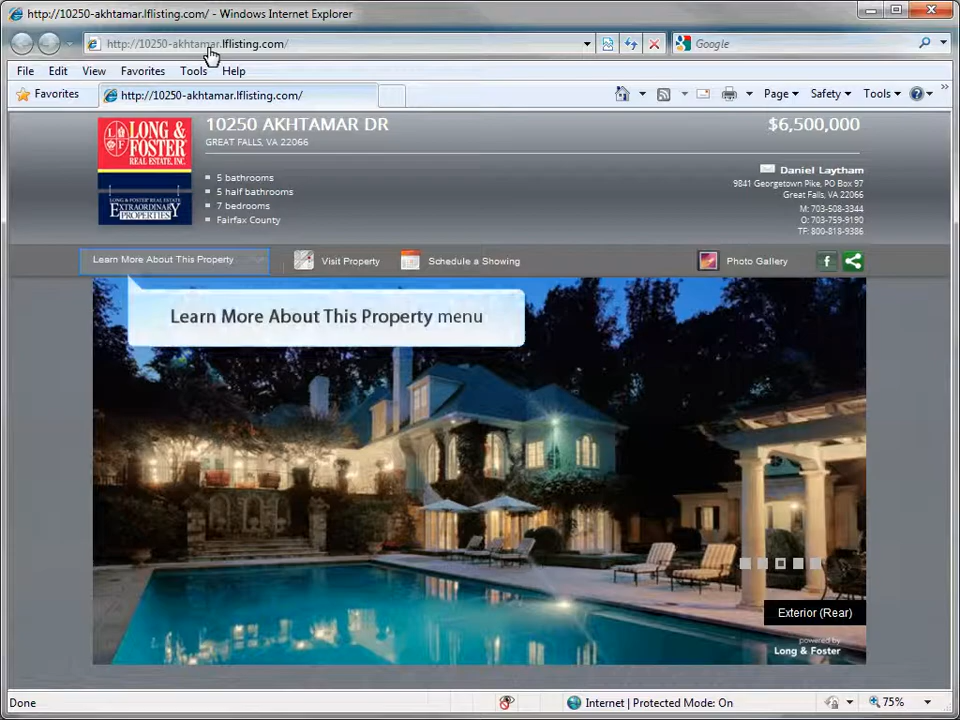 http://10250-akhtamar.lflisting.com/ - Windows Internet Explorer
http://10250-akhtamar.lflisting.com/
Google
File Edit View Favorites Tools Help
Favorites
http://10250-akhtamar.lflisting.com/
Page Safety Tools
LONG &
FOSTER
REAL ESTATE, INC.
LONG & FOSTER REAL ESTATE
EXTRAORDINARY
PROPERTIES
10250 AKHTAMAR DR
GREAT FALLS, VA 22066
$6,500,000
5 bathrooms
5 half bathrooms
7 bedrooms
Fairfax County
Daniel Laytham
9841 Georgetown Pike, PO Box 97
Great Falls, VA 22066
M: 703-508-3344
O: 703-759-9190
TF: 800-818-9386
Learn More About This Property
Visit Property
Schedule a Showing
Photo Gallery
f
Learn More About This Property menu
Exterior (Rear)
powered by
Long & Foster
Done
Internet | Protected Mode: On
75%